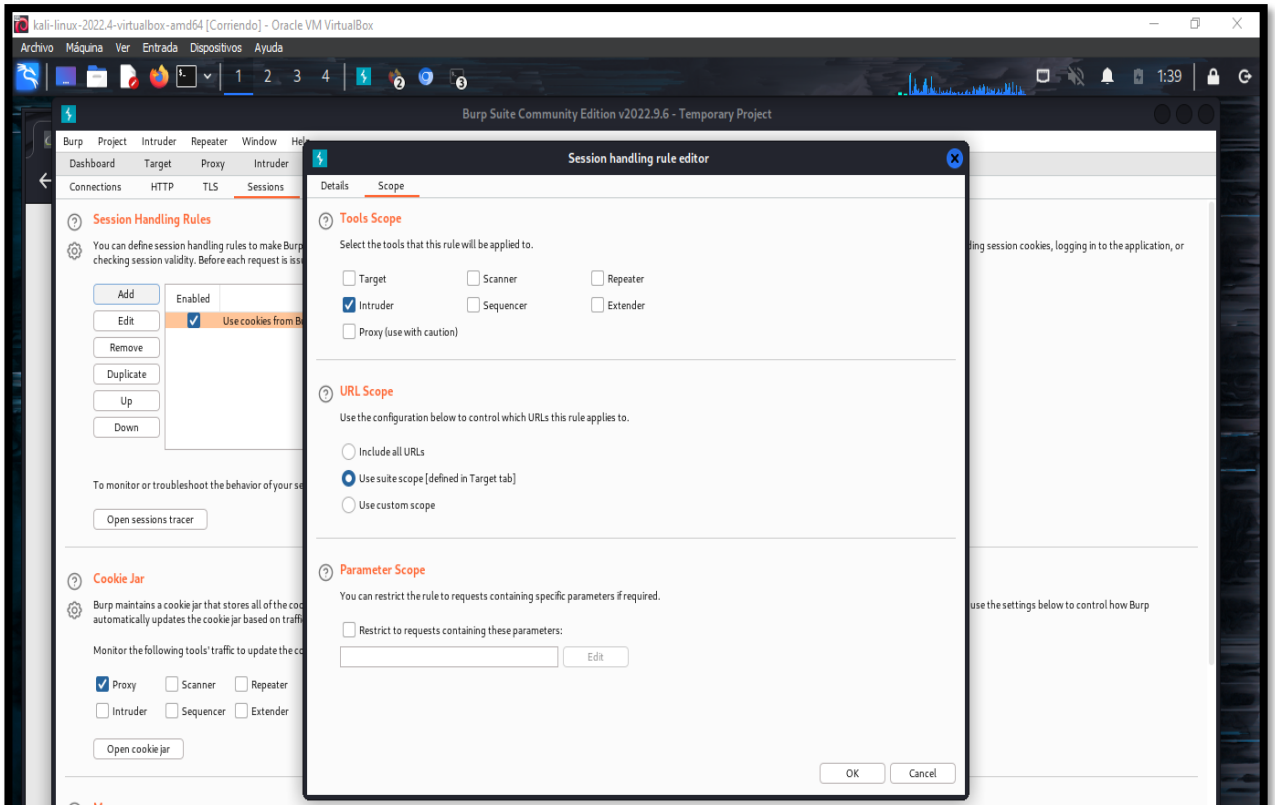 kali-linux-2022.4-virtualbox-amd64 [Corriendo] - Oracle VM VirtualBox
Archivo Máquina Ver Entrada Dispositivos Ayuda
1 2 3 4 2 3 1:39
Burp Suite Community Edition v2022.9.6 - Temporary Project
Burp Project Intruder Repeater Window Help
Dashboard Target Proxy Intruder
Connections HTTP TLS Sessions
Session Handling Rules
You can define session handling rules to make Burp
ding session cookies, logging in to the application, or
checking session validity. Before each request is iss
Add
Edit
Remove
Duplicate
Up
Down
Enabled
Use cookies from B
To monitor or troubleshoot the behavior of your se
Open sessions tracer
Cookie Jar
Burp maintains a cookie jar that stores all of the coo
use the settings below to control how Burp
automatically updates the cookie jar based on traffi
Monitor the following tools' traffic to update the co
Proxy Scanner Repeater
Intruder Sequencer Extender
Open cookie jar
Session handling rule editor
Details Scope
Tools Scope
Select the tools that this rule will be applied to.
Target Scanner Repeater
Intruder Sequencer Extender
Proxy (use with caution)
URL Scope
Use the configuration below to control which URLs this rule applies to.
Include all URLs
Use suite scope [defined in Target tab]
Use custom scope
Parameter Scope
You can restrict the rule to requests containing specific parameters if required.
Restrict to requests containing these parameters:
Edit
OK Cancel